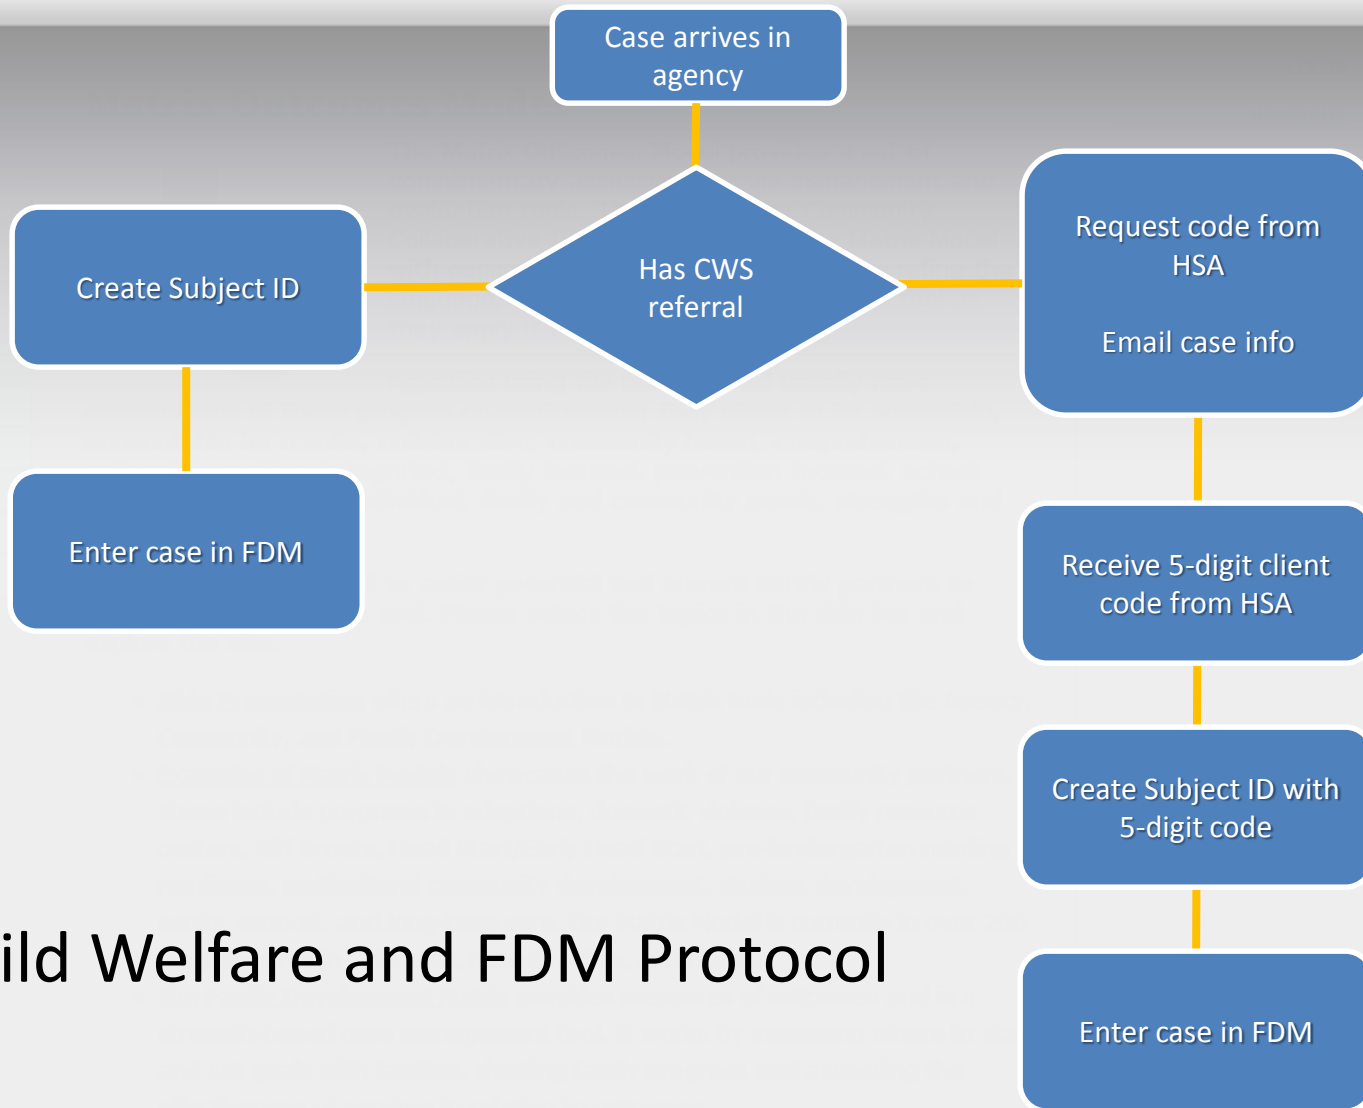 Case arrives in
agency
Has CWS
referral
Create Subject ID
Enter case in FDM
Request code from
HSA
Email case info
Receive 5-digit client
code from HSA
Create Subject ID with
5-digit code
Enter case in FDM
ild Welfare and FDM Protocol